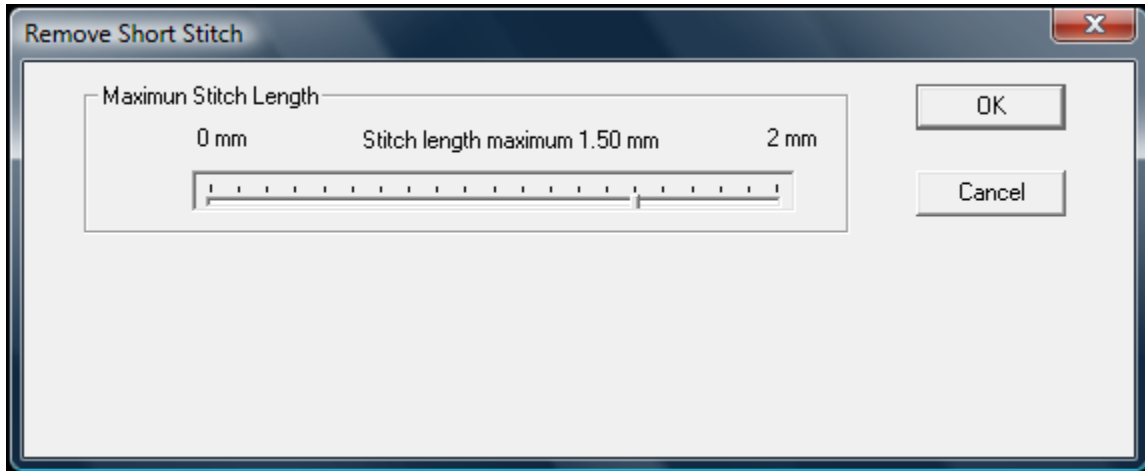 Remove Short Stitch
Maximun Stitch Length
0 mm Stitch length maximum 1.50 mm 2 mm
OK
Cancel